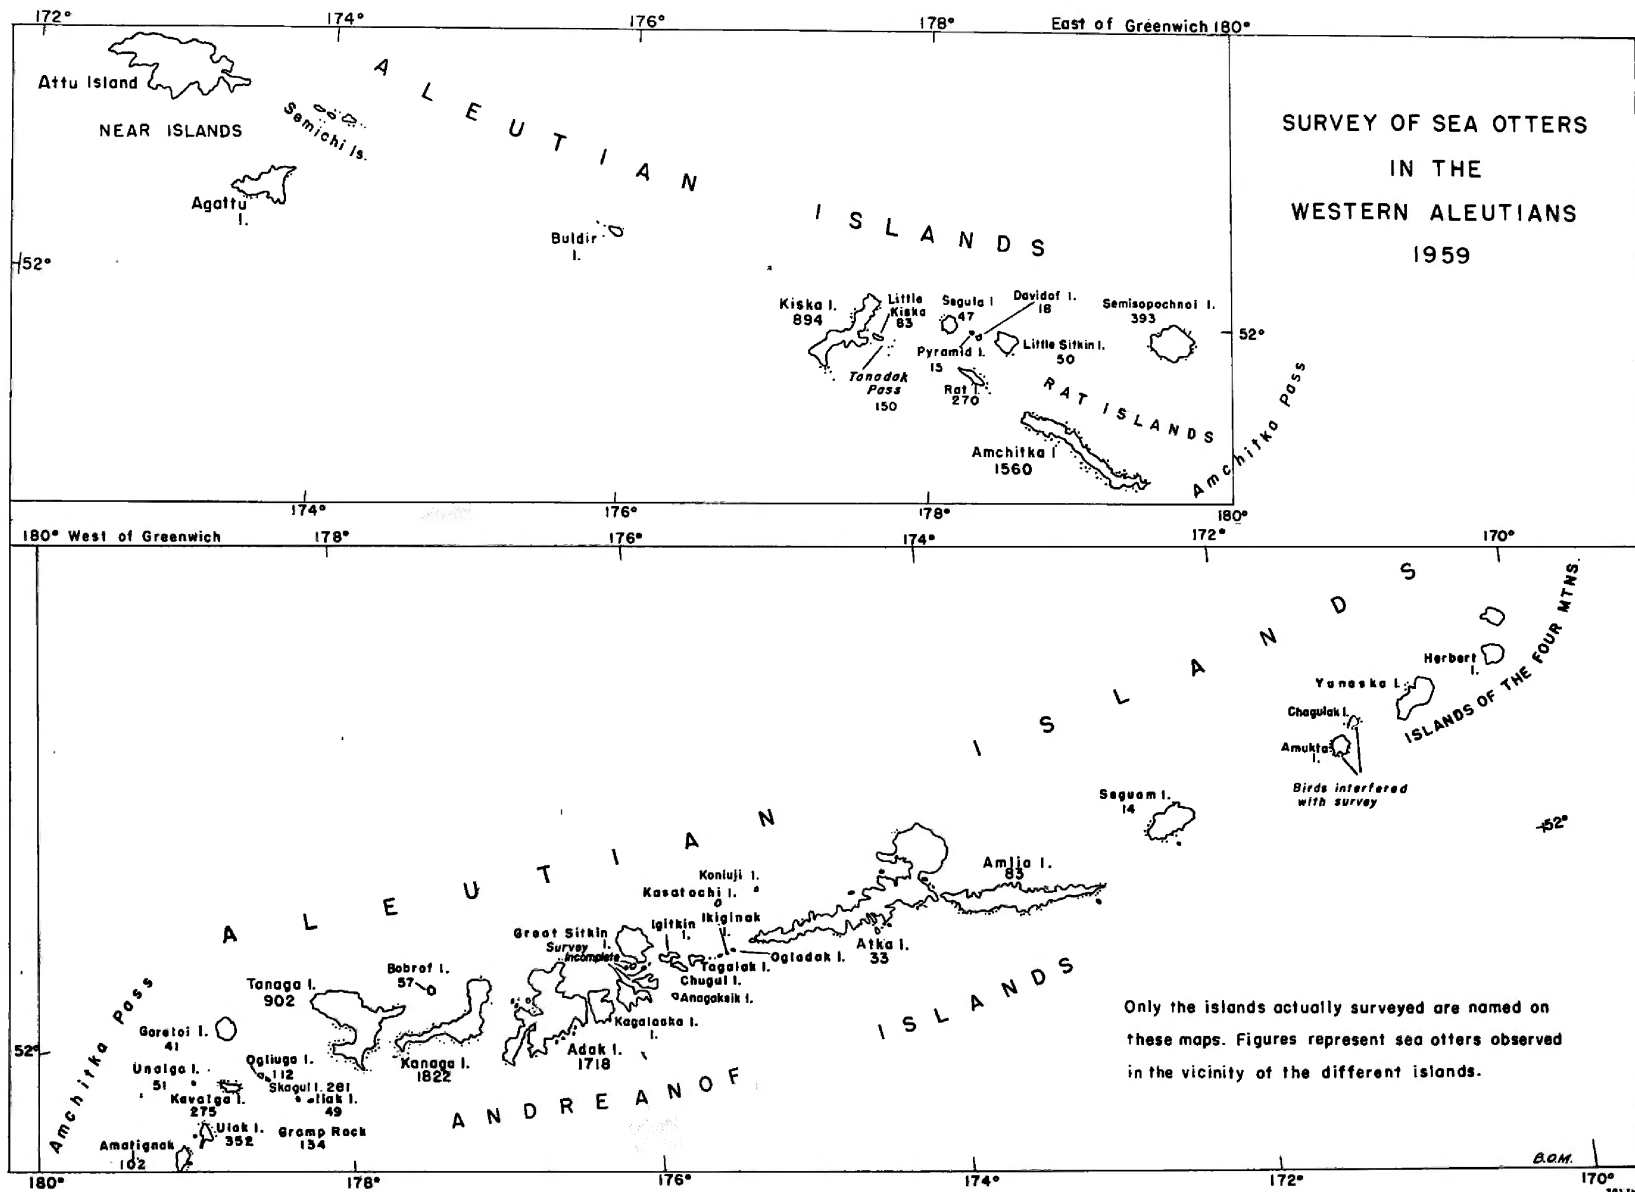 172° 174° 176° 178° East of Greenwich 180°
Attu Island
NEAR ISLANDS
Semichi Is.
Agattu
I.
ALEUTIAN ISLANDS
Buldir
I.
52°
SURVEY OF SEA OTTERS
IN THE
WESTERN ALEUTIANS
1959
Kiska I.
894
Little
Kiska
83
Segula I
47
Davidof I.
18
Semisopochnoi I.
393
52°
Pyramid I.
15
Little Sitkin I.
50
Tanadak
Pass
150
Rat I.
270
RAT ISLANDS
Amchitka I
1560
Amchitka Pass
174° 176° 178° 180°
180° West of Greenwich 178° 176° 174° 172° 170°
ALEUTIAN ISLANDS
Herbert
I.
Yunaska I.
Chagulak I.
Amukta
I.
ISLANDS OF THE FOUR MTNS.
Birds interfered
with survey
Seguam I.
14
52°
Amlia I.
83
Koniuji I.
Kasatochi I.
Ikiginak
I.
Igitkin
I.
Great Sitkin
I.
Survey
Incomplete
Atka I.
33
Ogladak I.
Tagalak I.
Chugul I.
Anagaksik I.
Kagalaska I.
I.
Bobrof I.
57
Tanaga I.
902
Adak I.
1718
Kanaga I.
1822
Gareloi I.
41
52°
Amchitka Pass
Unalga I.
51
Ogliuga I.
112
Skagul I. 261
Ilak I.
49
Kavalga I.
275
Ulak I.
352
Gramp Rock
134
Amatignak
102
ANDREANOF ISLANDS
Only the islands actually surveyed are named on
these maps. Figures represent sea otters observed
in the vicinity of the different islands.
B.O.M.
180° 178° 176° 174° 172° 170°